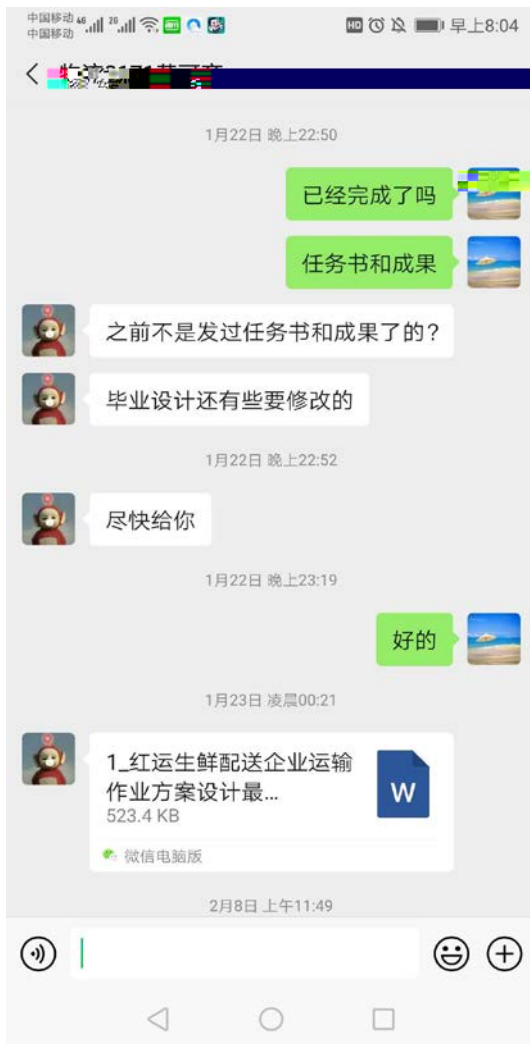 中国移动 46
中国移动
2G
HD
早上8:04
1月22日 晚上22:50
已经完成了吗
任务书和成果
之前不是发过任务书和成果了的?
毕业设计还有些要修改的
1月22日 晚上22:52
尽快给你
1月22日 晚上23:19
好的
1月23日 凌晨00:21
1_红运生鲜配送企业运输
作业方案设计最...
523.4 KB
W
微信电脑版
2月8日 上午11:49